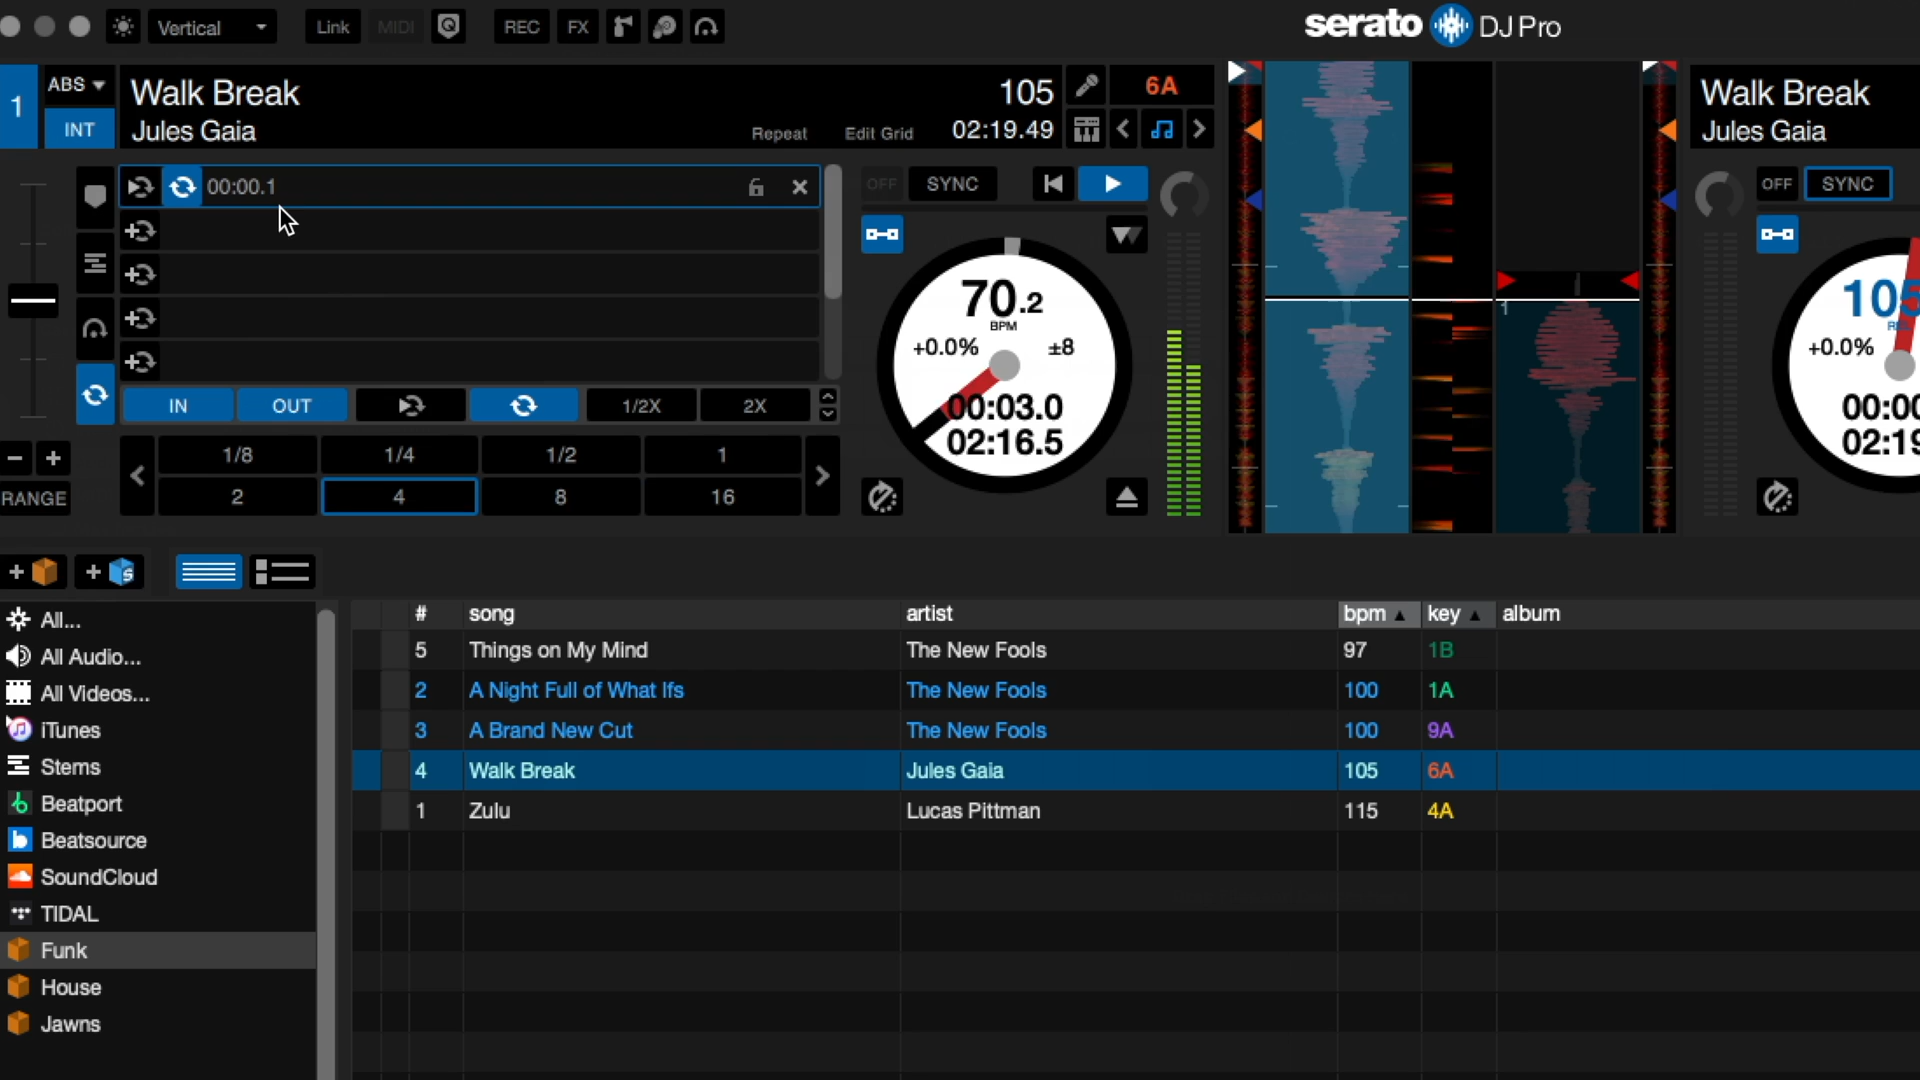 Vertical Link MIDI REC FX
serato DJ Pro
1 ABS Walk Break 105 6A
INT Jules Gaia Repeat Edit Grid 02:19.49
Walk Break
Jules Gaia
00:00.1
OFF SYNC
OFF SYNC
70.2
BPM
+0.0% ±8
00:03.0
02:16.5
1
+0.0%
IN OUT 1/2X 2X
1/8 1/4 1/2 1
2 4 8 16
RANGE
All...
All Audio...
All Videos...
iTunes
Stems
Beatport
Beatsource
SoundCloud
TIDAL
Funk
House
Jawns
# song artist bpm key album
5 Things on My Mind The New Fools 97 1B
2 A Night Full of What Ifs The New Fools 100 1A
3 A Brand New Cut The New Fools 100 9A
4 Walk Break Jules Gaia 105 6A
1 Zulu Lucas Pittman 115 4A